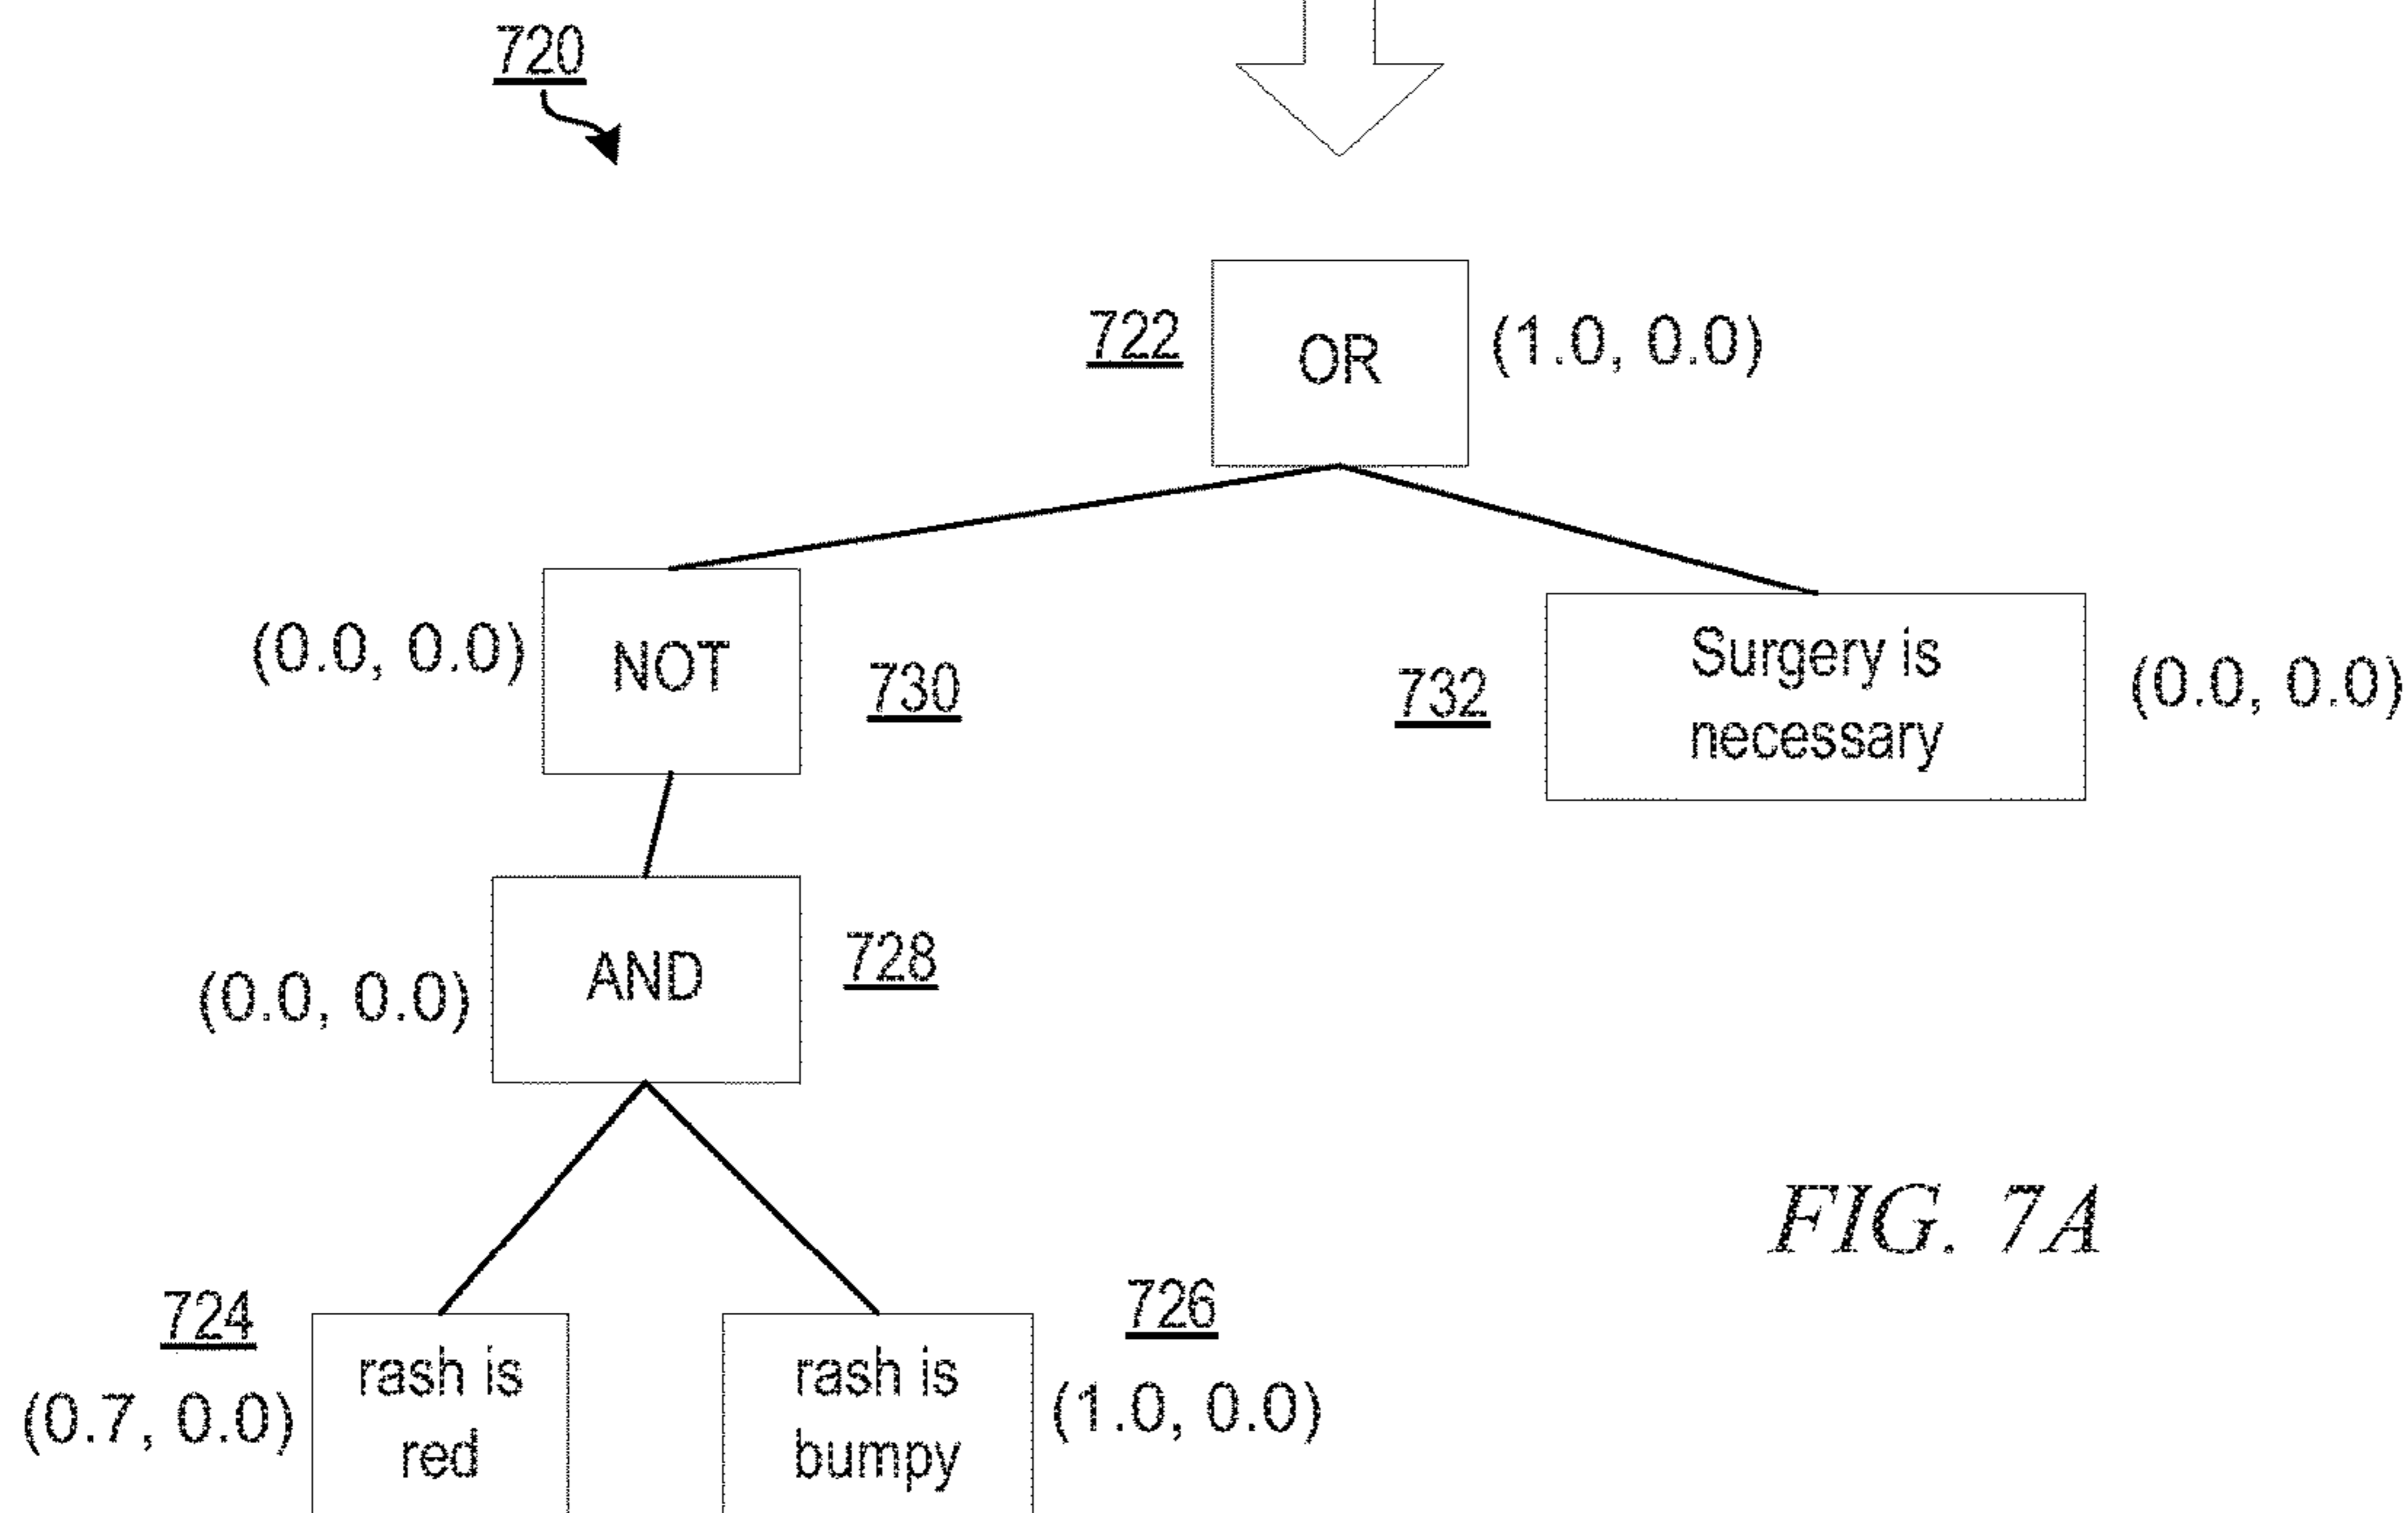 720
722
OR
(1.0, 0.0)
(0.0, 0.0)
NOT
730
732
Surgery is
necessary
(0.0, 0.0)
(0.0, 0.0)
AND
728
724
(0.7, 0.0)
rash is
red
rash is
bumpy
726
(1.0, 0.0)
FIG. 7A